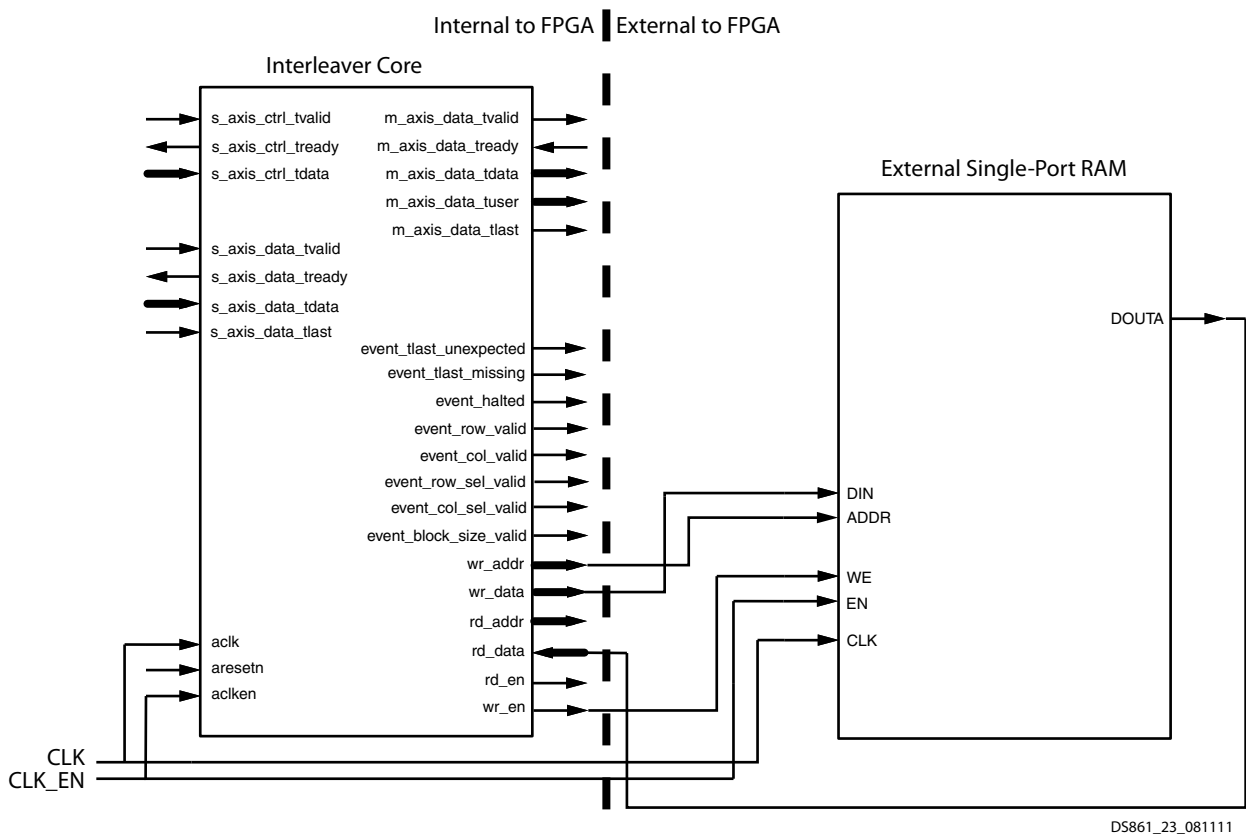 Internal to FPGA External to FPGA
Interleaver Core
s_axis_ctrl_tvalid
s_axis_ctrl_tready
s_axis_ctrl_tdata
s_axis_data_tvalid
s_axis_data_tready
s_axis_data_tdata
s_axis_data_tlast
aclk
aresetn
aclken
m_axis_data_tvalid
m_axis_data_tready
m_axis_data_tdata
m_axis_data_tuser
m_axis_data_tlast
event_tlast_unexpected
event_tlast_missing
event_halted
event_row_valid
event_col_valid
event_row_sel_valid
event_col_sel_valid
event_block_size_valid
wr_addr
wr_data
rd_addr
rd_data
rd_en
wr_en
CLK
CLK_EN
External Single-Port RAM
DOUTA
DIN
ADDR
WE
EN
CLK
DS861_23_081111